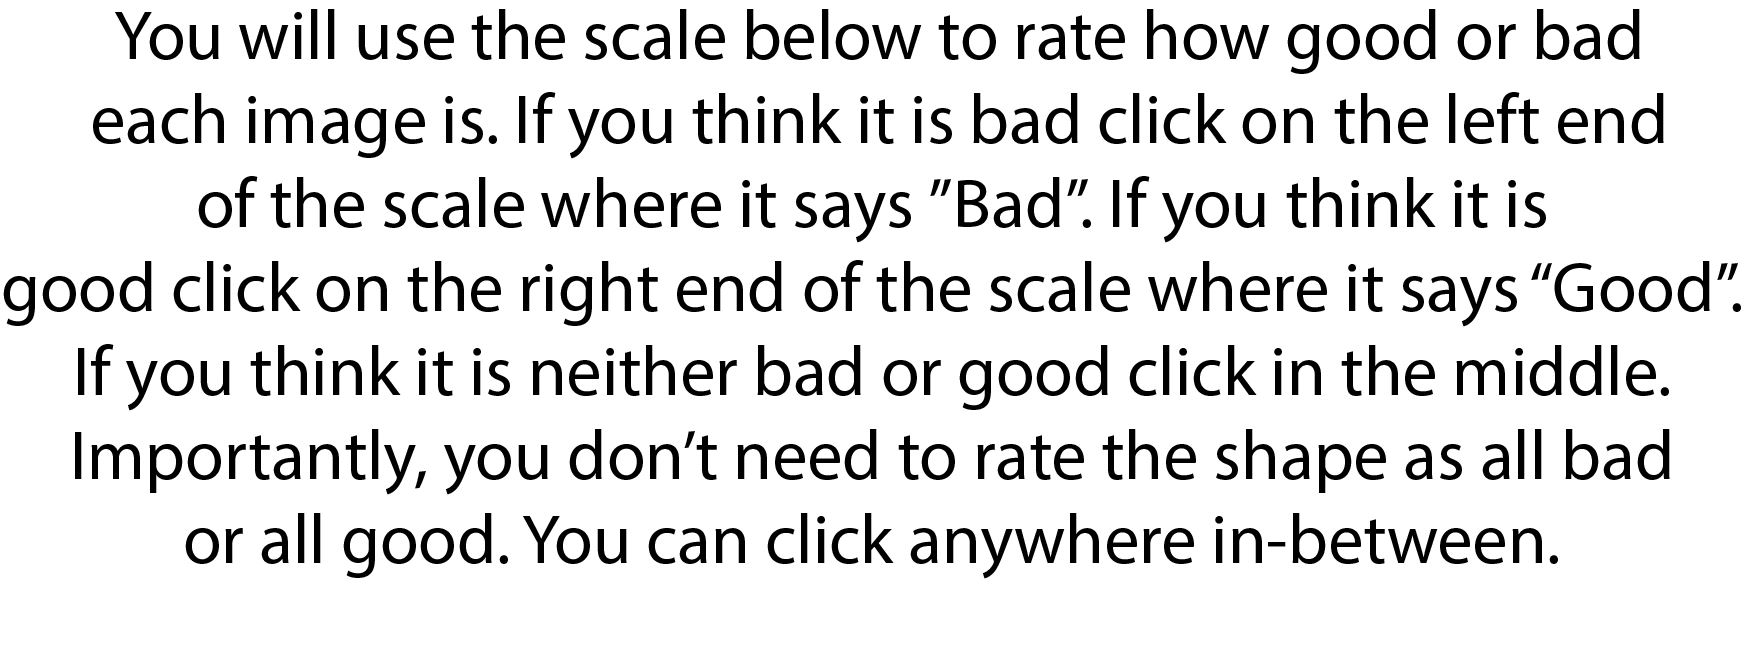 You will use the scale below to rate how good or bad
each image is. If you think it is bad click on the left end
of the scale where it says ”Bad”. If you think it is
good click on the right end of the scale where it says “Good”.
If you think it is neither bad or good click in the middle.
Importantly, you don’t need to rate the shape as all bad
or all good. You can click anywhere in-between.